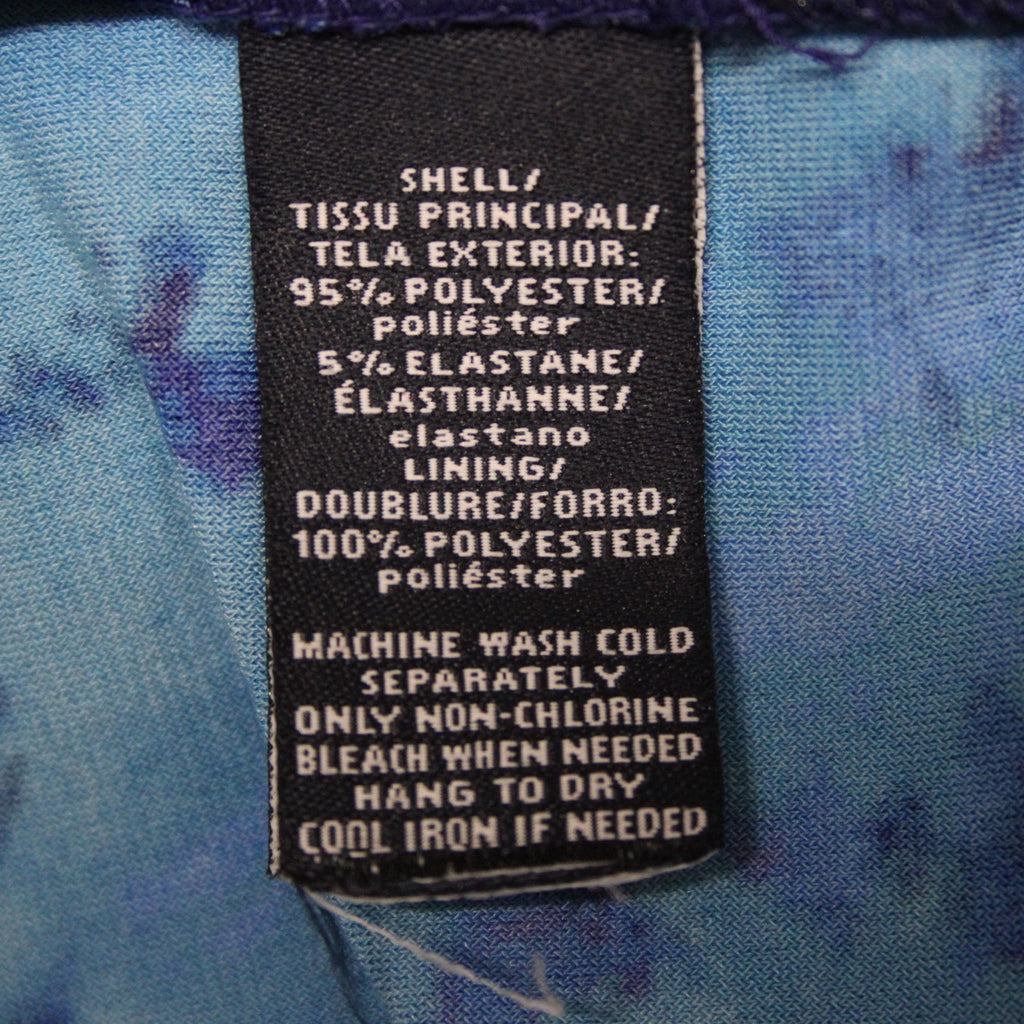 SHELL/
TISSU PRINCIPAL/
TELA EXTERIOR:
95% POLYESTER/
poliéster
5% ELASTANE/
ÉLASTHANNE/
elastano
LINING/
DOUBLURE/FORRO:
100% POLYESTER/
poliéster
MACHINE WASH COLD
SEPARATELY
ONLY NON-CHLORINE
BLEACH WHEN NEEDED
HANG TO DRY
COOL IRON IF NEEDED